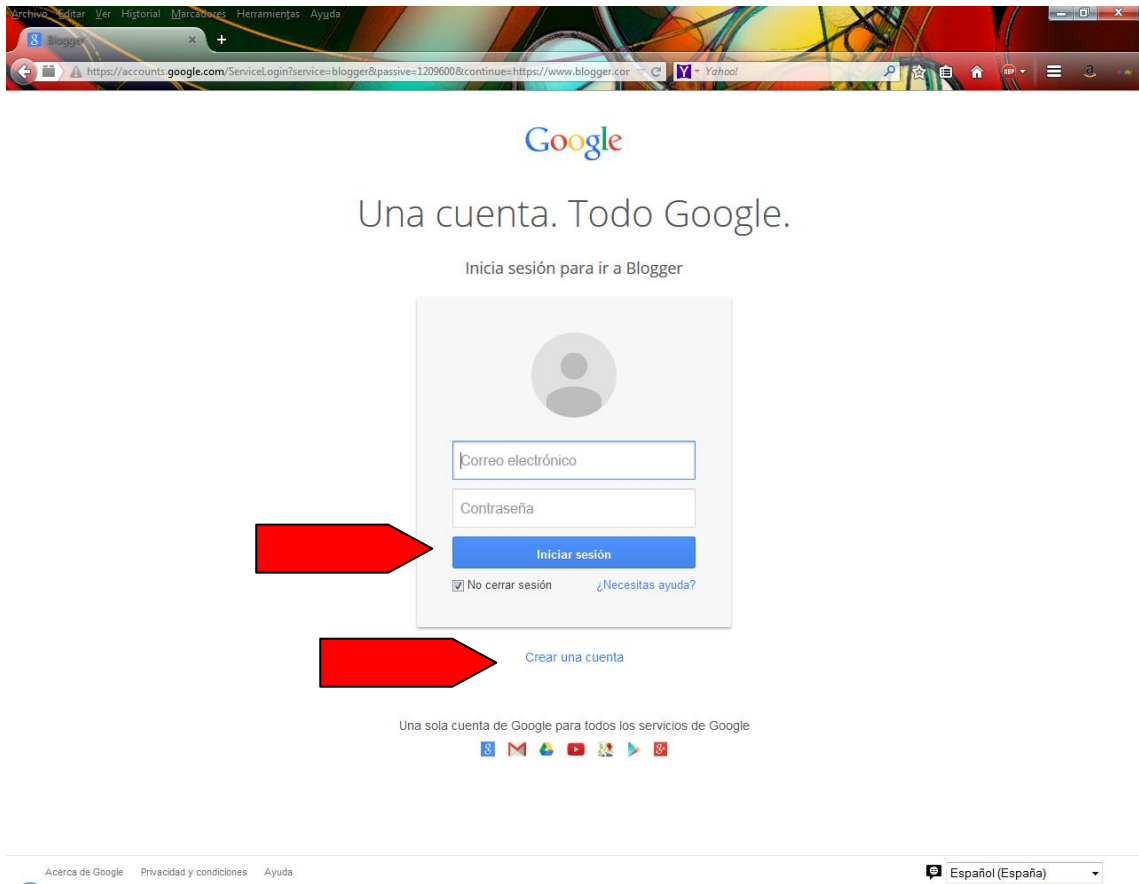 Archivo Editar Ver Historial Marcadores Herramientas Ayuda
Blogger
https://accounts.google.com/ServiceLogin?service=blogger&passive=1209600&continue=https://www.blogger.cor
Yahoo!
ABP
Google
Una cuenta. Todo Google.
Inicia sesión para ir a Blogger
Correo electrónico
Contraseña
Iniciar sesión
No cerrar sesión ¿Necesitas ayuda?
Crear una cuenta
Una sola cuenta de Google para todos los servicios de Google
Acerca de Google Privacidad y condiciones Ayuda
Español (España)